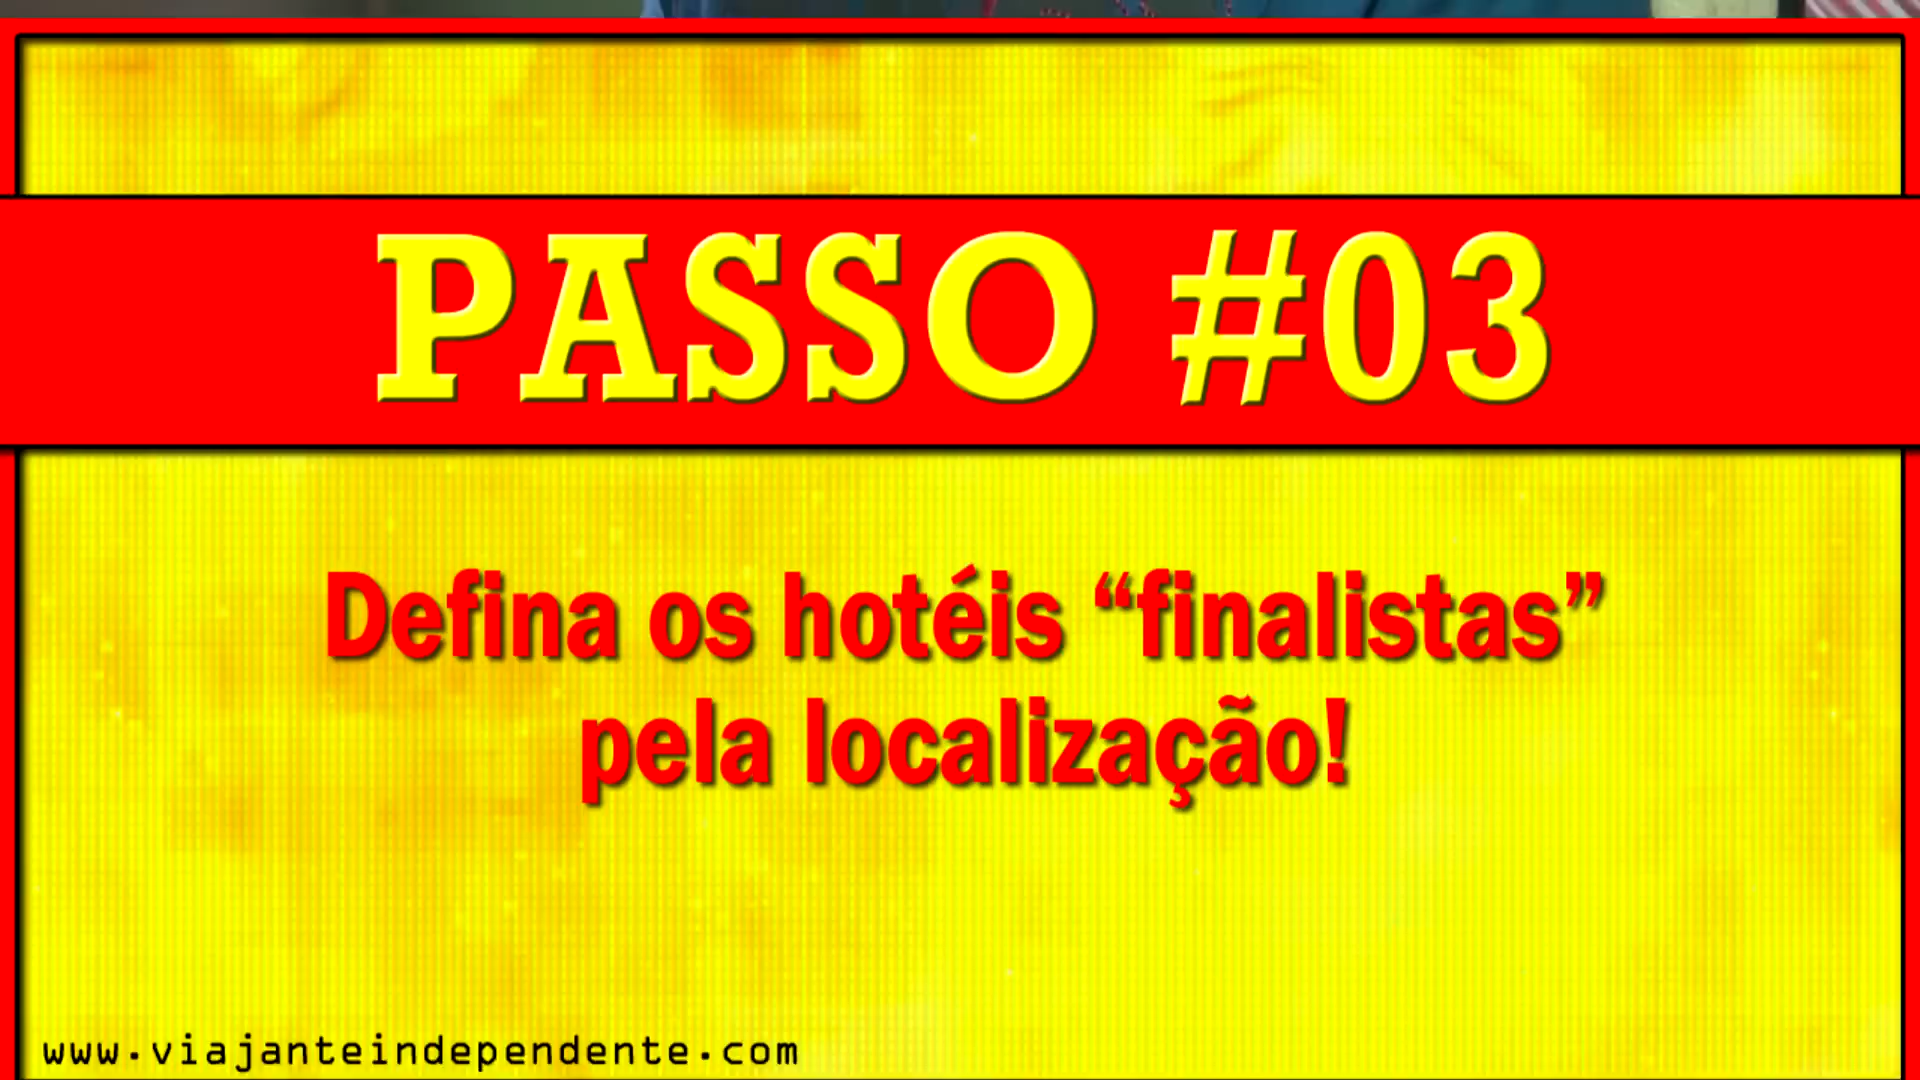 PASSO #03
Defina os hotéis “finalistas”
pela localização!
www.viajanteindependente.com